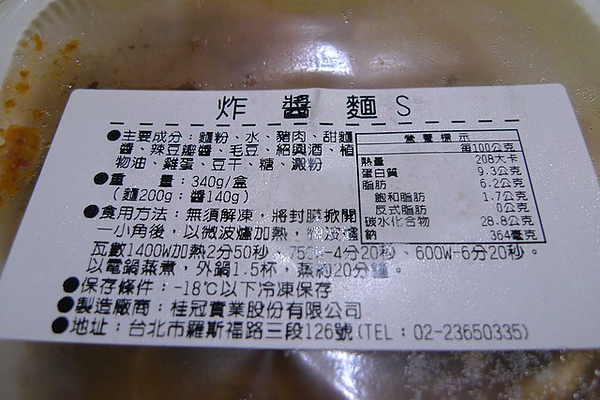 炸醬麵S
●主要成分：麵粉、水、豬肉、甜麵
醬、辣豆瓣醬、毛豆、紹興酒、植
物油、雞蛋、豆干、糖、澱粉
●重　量：340g/盒
(麵200g；醬140g)
●食用方法：無須解凍，將封膜掀開
一小角後，以微波爐加熱，微波爐
瓦數1400W加熱2分50秒、750W-4分20秒、600W-6分20秒。
以電鍋蒸煮，外鍋1.5杯，蒸約20分鐘。
●保存條件：-18℃以下冷凍保存
●製造廠商：桂冠實業股份有限公司
●地址：台北市羅斯福路三段126號(TEL：02-23650335)
營養標示
每100公克
熱量 208大卡
蛋白質 9.3公克
脂肪 6.2公克
飽和脂肪 1.7公克
反式脂肪 0公克
碳水化合物 28.8公克
鈉 364毫克